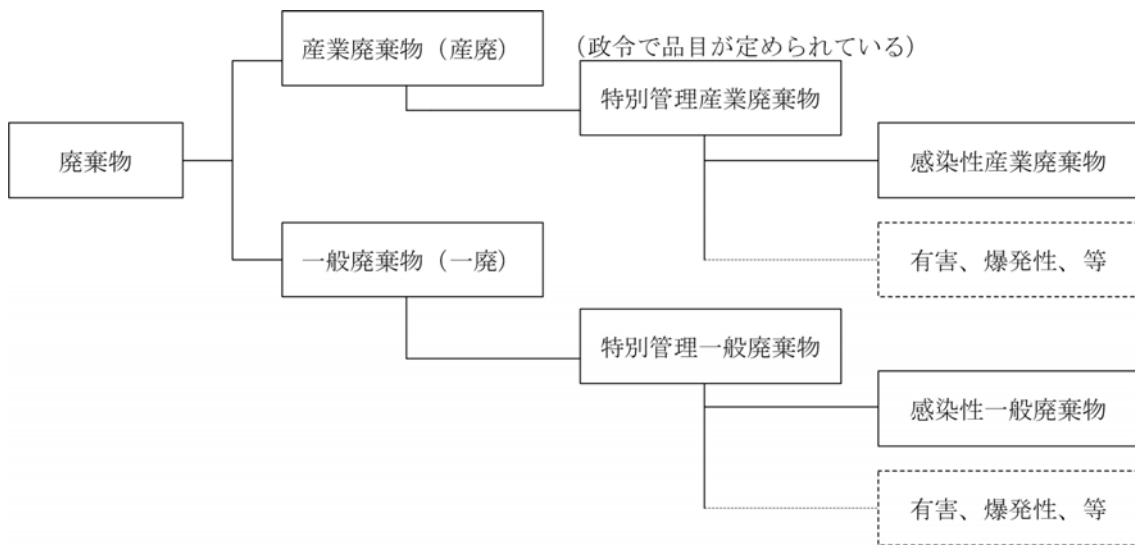 産業廃棄物（産廃）
（政令で品目が定められている）
特別管理産業廃棄物
廃棄物
感染性産業廃棄物
有害、爆発性、等
一般廃棄物（一廃）
特別管理一般廃棄物
感染性一般廃棄物
有害、爆発性、等